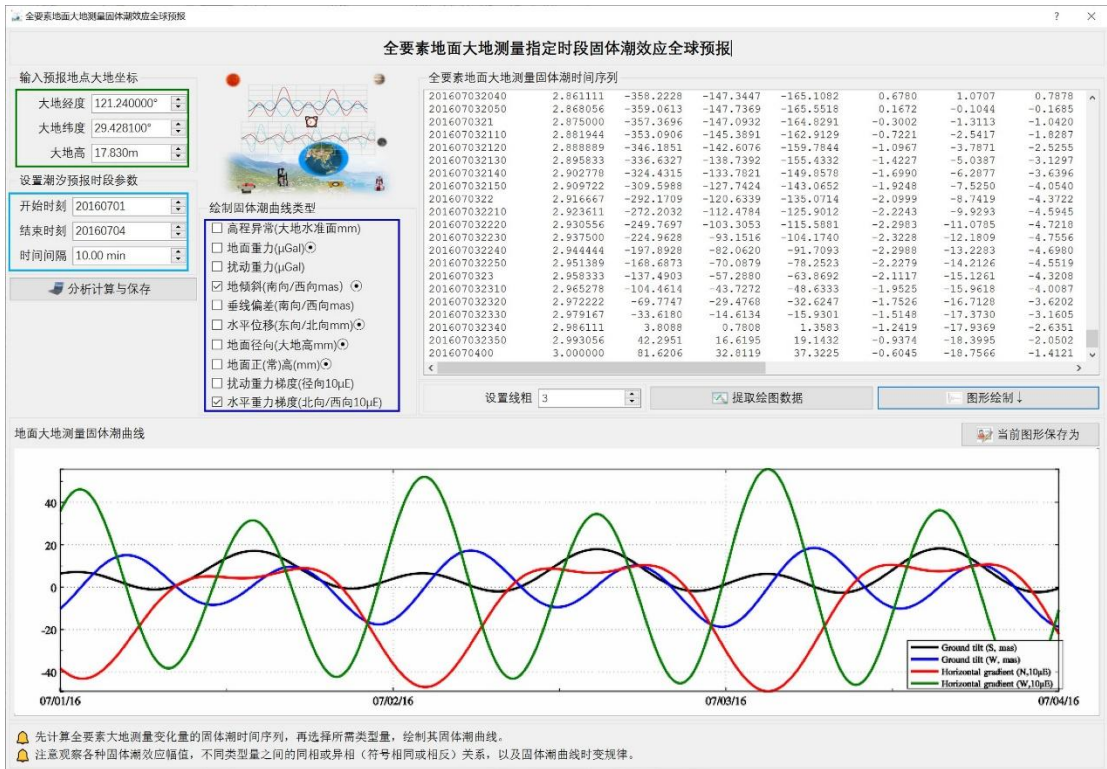 全要素地面大地测量固体潮效应全球预报
全要素地面大地测量指定时段固体潮效应全球预报
输入预报地点大地坐标
大地经度 121.240000°
大地纬度 29.428100°
大地高 17.830m
设置潮汐预报时段参数
开始时刻 20160701
结束时刻 20160704
时间间隔 10.00 min
分析计算与保存
绘制固体潮曲线类型
高程异常(大地水准面mm)
地面重力(μGal)
扰动重力(μGal)
地倾斜(南向/西向mas)
垂线偏差(南向/西向mas)
水平位移(东向/北向mm)
地面径向(大地高mm)
地面正(常)高(mm)
扰动重力梯度(径向10μE)
水平重力梯度(北向/西向10μE)
全要素地面大地测量固体潮时间序列
201607032040 2.861111 -358.2228 -147.3447 -165.1082 0.6780 1.0707 0.7878
201607032050 2.868056 -359.0613 -147.7369 -165.5518 0.1672 -0.1044 -0.1685
2016070321 2.875000 -357.3696 -147.0932 -164.8291 -0.3002 -1.3113 -1.0420
201607032110 2.881944 -353.0906 -145.3891 -162.9129 -0.7221 -2.5417 -1.8287
201607032120 2.888889 -346.1851 -142.6076 -159.7844 -1.0967 -3.7871 -2.5255
201607032130 2.895833 -336.6327 -138.7392 -155.4332 -1.4227 -5.0387 -3.1297
201607032140 2.902778 -324.4315 -133.7821 -149.8578 -1.6990 -6.2877 -3.6396
201607032150 2.909722 -309.5988 -127.7424 -143.0652 -1.9248 -7.5250 -4.0540
2016070322 2.916667 -292.1709 -120.6339 -135.0714 -2.0999 -8.7419 -4.3722
201607032210 2.923611 -272.2032 -112.4784 -125.9012 -2.2243 -9.9293 -4.5945
201607032220 2.930556 -249.7697 -103.3053 -115.5881 -2.2983 -11.0785 -4.7218
201607032230 2.937500 -224.9628 -93.1516 -104.1740 -2.3228 -12.1809 -4.7556
201607032240 2.944444 -197.8928 -82.0620 -91.7093 -2.2988 -13.2283 -4.6980
201607032250 2.951389 -168.6873 -70.0879 -78.2523 -2.2279 -14.2126 -4.5519
2016070323 2.958333 -137.4903 -57.2880 -63.8692 -2.1117 -15.1261 -4.3208
201607032310 2.965278 -104.4614 -43.7272 -48.6333 -1.9525 -15.9618 -4.0087
201607032320 2.972222 -69.7747 -29.4768 -32.6247 -1.7526 -16.7128 -3.6202
201607032330 2.979167 -33.6180 -14.6134 -15.9301 -1.5148 -17.3730 -3.1605
201607032340 2.986111 3.8088 0.7808 1.3583 -1.2419 -17.9369 -2.6351
201607032350 2.993056 42.2951 16.6195 19.1432 -0.9374 -18.3995 -2.0502
2016070400 3.000000 81.6206 32.8119 37.3225 -0.6045 -18.7566 -1.4121
设置线粗 3
提取绘图数据
图形绘制↓
地面大地测量固体潮曲线
当前图形保存为
40
20
0
-20
-40
07/01/16 07/02/16 07/03/16 07/04/16
Ground tilt (S, mas)
Ground tilt (W, mas)
Horizontal gradient (N,10μE)
Horizontal gradient (W,10μE)
先计算全要素大地测量变化量的固体潮时间序列，再选择所需类型量，绘制其固体潮曲线。
注意观察各种固体潮效应幅值，不同类型量之间的同相或异相（符号相同或相反）关系，以及固体潮曲线时变规律。